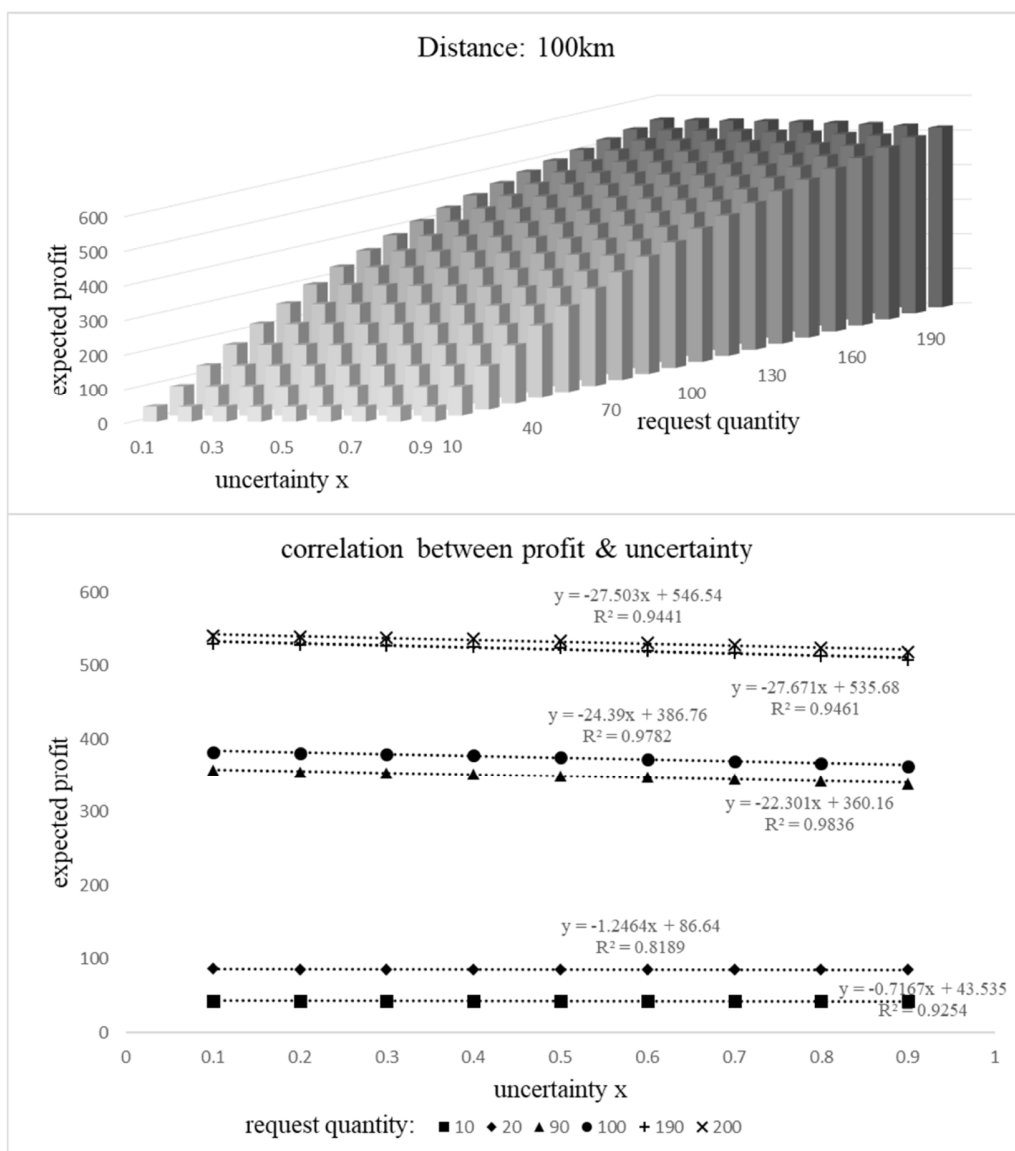 Distance: 100km
600
500
400
300
200
100
0
expected profit
0.1 0.3 0.5 0.7 0.9
10 40 70 100 130 160 190
uncertainty x
request quantity
correlation between profit & uncertainty
600
500
400
300
200
100
0
expected profit
y = -27.503x + 546.54
R² = 0.9441
y = -27.671x + 535.68
R² = 0.9461
y = -24.39x + 386.76
R² = 0.9782
y = -22.301x + 360.16
R² = 0.9836
y = -1.2464x + 86.64
R² = 0.8189
y = -0.7167x + 43.535
R² = 0.9254
0 0.1 0.2 0.3 0.4 0.5 0.6 0.7 0.8 0.9 1
uncertainty x
request quantity: 10 20 90 100 190 200